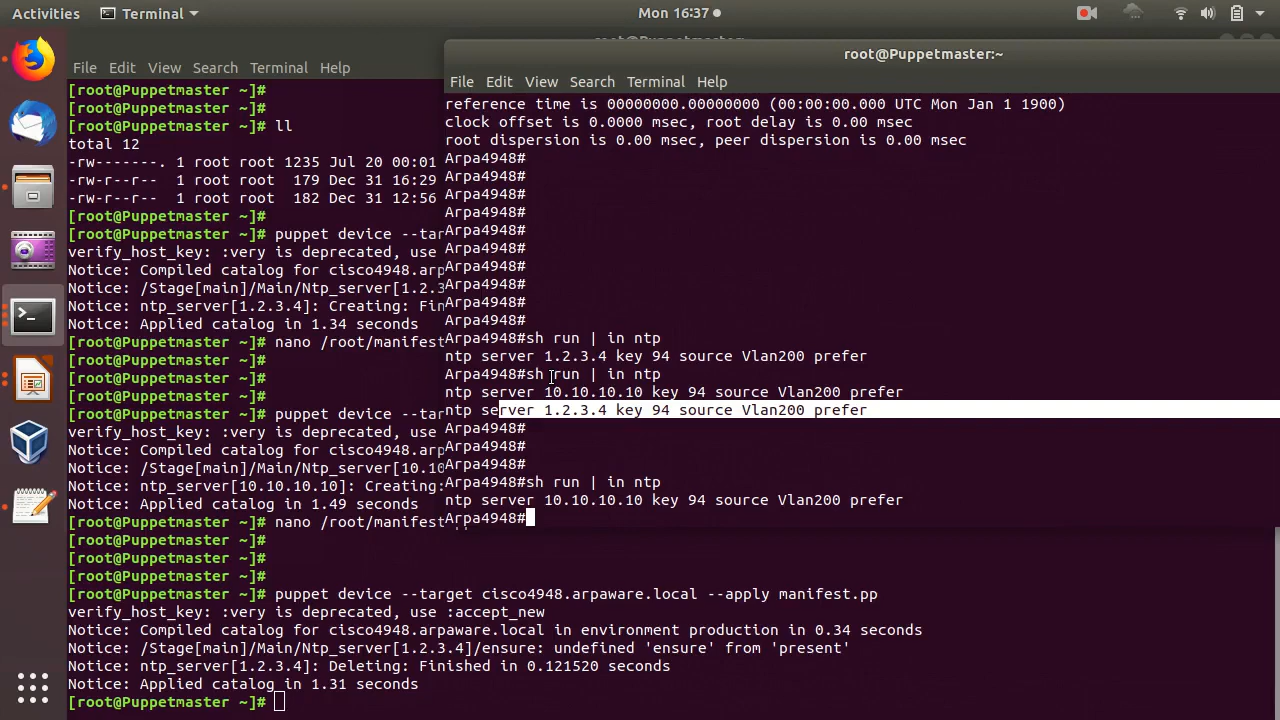 Activities Terminal Mon 16:37
File Edit View Search Terminal Help
[root@Puppetmaster ~]#
[root@Puppetmaster ~]#
[root@Puppetmaster ~]# ll
total 12
-rw-------. 1 root root 1235 Jul 20 00:01
-rw-r--r-- 1 root root 179 Dec 31 16:29
-rw-r--r-- 1 root root 182 Dec 31 12:56
[root@Puppetmaster ~]#
[root@Puppetmaster ~]# puppet device --targ
verify_host_key: :very is deprecated, use
Notice: Compiled catalog for cisco4948.arp
Notice: /Stage[main]/Main/Ntp_server[1.2.3
Notice: ntp_server[1.2.3.4]: Creating: Fin
Notice: Applied catalog in 1.34 seconds
[root@Puppetmaster ~]# nano /root/manifest
[root@Puppetmaster ~]#
[root@Puppetmaster ~]#
[root@Puppetmaster ~]#
[root@Puppetmaster ~]# puppet device --targ
verify_host_key: :very is deprecated, use
Notice: Compiled catalog for cisco4948.arp
Notice: /Stage[main]/Main/Ntp_server[10.10
Notice: ntp_server[10.10.10.10]: Creating:
Notice: Applied catalog in 1.49 seconds
[root@Puppetmaster ~]# nano /root/manifest
[root@Puppetmaster ~]#
[root@Puppetmaster ~]#
[root@Puppetmaster ~]#
[root@Puppetmaster ~]# puppet device --target cisco4948.arpaware.local --apply manifest.pp
verify_host_key: :very is deprecated, use :accept_new
Notice: Compiled catalog for cisco4948.arpaware.local in environment production in 0.34 seconds
Notice: /Stage[main]/Main/Ntp_server[1.2.3.4]/ensure: undefined 'ensure' from 'present'
Notice: ntp_server[1.2.3.4]: Deleting: Finished in 0.121520 seconds
Notice: Applied catalog in 1.31 seconds
[root@Puppetmaster ~]#
root@Puppetmaster:~
File Edit View Search Terminal Help
reference time is 00000000.00000000 (00:00:00.000 UTC Mon Jan 1 1900)
clock offset is 0.0000 msec, root delay is 0.00 msec
root dispersion is 0.00 msec, peer dispersion is 0.00 msec
Arpa4948#
Arpa4948#
Arpa4948#
Arpa4948#
Arpa4948#
Arpa4948#
Arpa4948#
Arpa4948#
Arpa4948#
Arpa4948#
Arpa4948#sh run | in ntp
ntp server 1.2.3.4 key 94 source Vlan200 prefer
Arpa4948#sh run | in ntp
ntp server 10.10.10.10 key 94 source Vlan200 prefer
ntp server 1.2.3.4 key 94 source Vlan200 prefer
Arpa4948#
Arpa4948#
Arpa4948#
Arpa4948#sh run | in ntp
ntp server 10.10.10.10 key 94 source Vlan200 prefer
Arpa4948#